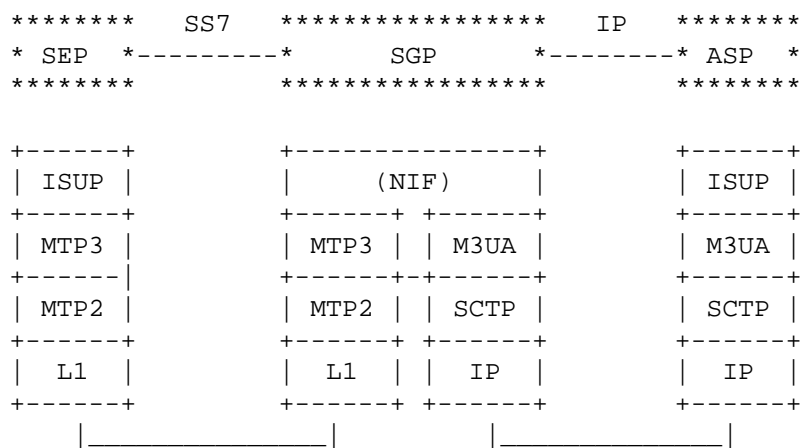 ********     SS7     *****************     IP     ********
* SEP  *---------*        SGP       *--------* ASP  *
********             *****************            ********
+------+         +---------------+         +------+
| ISUP |         |     (NIF)     |         | ISUP |
+------+         +------+ +------+         +------+
| MTP3 |         | MTP3 | | M3UA |         | M3UA |
+------|         +------+-+------+         +------+
| MTP2 |         | MTP2 | | SCTP |         | SCTP |
+------+         +------+ +------+         +------+
|  L1  |         |  L1  | |  IP  |         |  IP  |
+------+         +------+ +------+         +------+
    |_______________|         |______________|